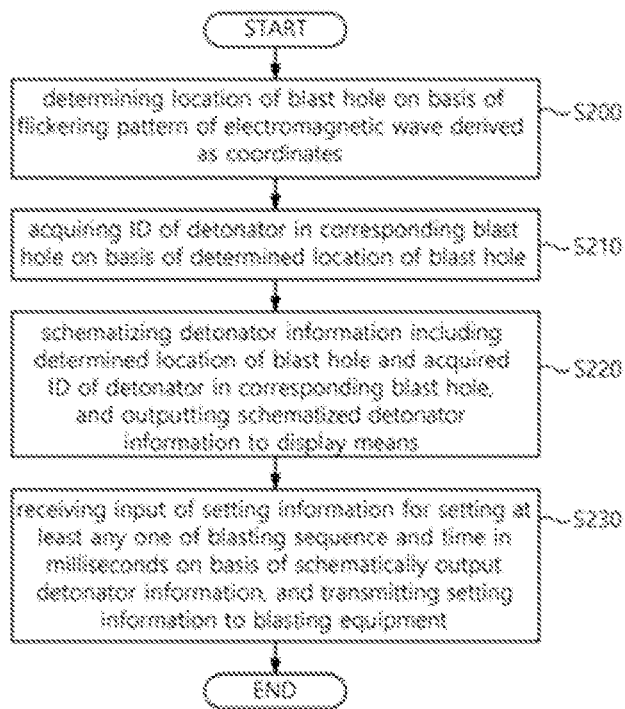 START
determining location of blast hole on basis of
flickering pattern of electromagnetic wave derived
as coordinates
S200
acquiring ID of detonator in corresponding blast
hole on basis of determined location of blast hole
S210
schematizing detonator information including
determined location of blast hole and acquired
ID of detonator in corresponding blast hole,
and outputting schematized detonator
information to display means
S220
receiving input of setting information for setting at
least any one of blasting sequence and time in
milliseconds on basis of schematically output
detonator information, and transmitting setting
information to blasting equipment
S230
END